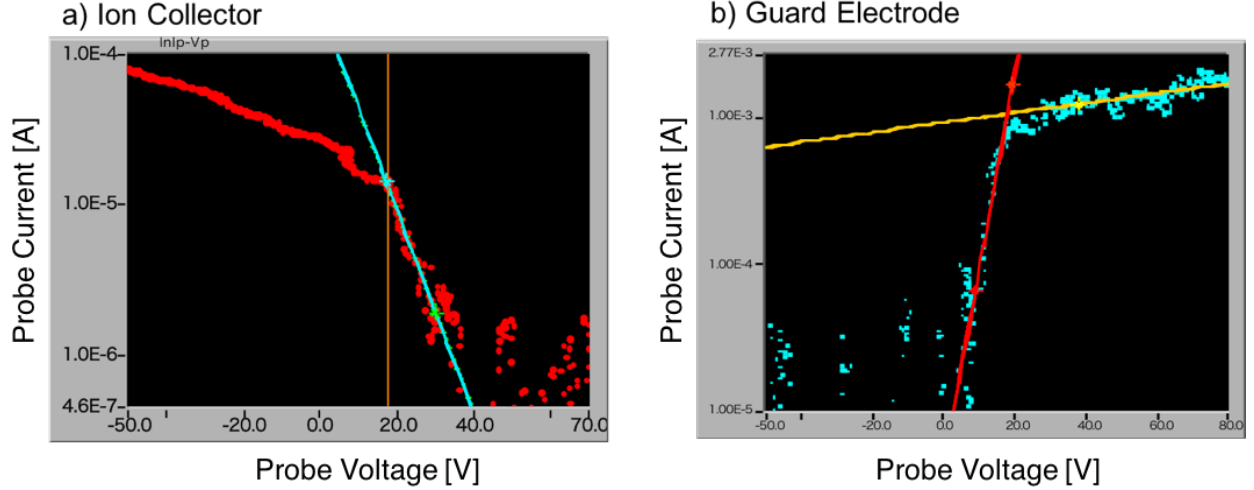 a) Ion Collector
lnIp-Vp
1.0E-4
1.0E-5
1.0E-6
4.6E-7
-50.0 -20.0 0.0 20.0 40.0 70.0
Probe Current [A]
Probe Voltage [V]
b) Guard Electrode
2.77E-3
1.00E-3
1.00E-4
1.00E-5
-50.0 -20.0 0.0 20.0 40.0 60.0 80.0
Probe Current [A]
Probe Voltage [V]